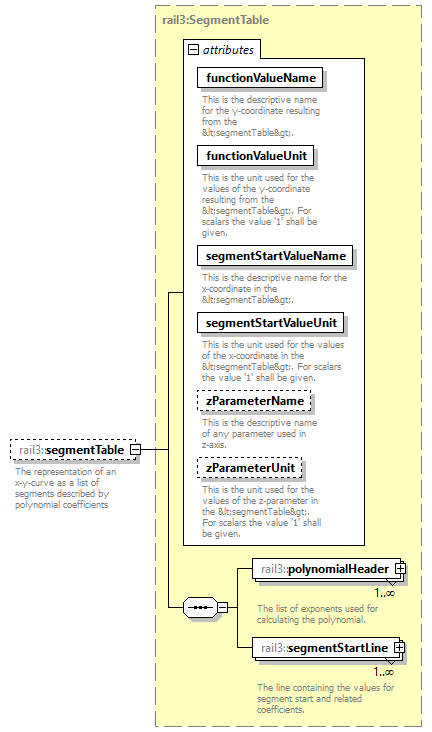 rail3:SegmentTable
attributes
functionValueName
This is the descriptive name
for the y-coordinate resulting
from the
&lt;segmentTable&gt;.
functionValueUnit
This is the unit used for the
values of the y-coordinate
resulting from the
&lt;segmentTable&gt;. For
scalars the value '1' shall be
given.
segmentStartValueName
This is the descriptive name for the
x-coordinate in the
&lt;segmentTable&gt;.
segmentStartValueUnit
This is the unit used for the values
of the x-coordinate in the
&lt;segmentTable&gt;. For scalars
the value '1' shall be given.
zParameterName
This is the descriptive name
of any parameter used in
z-axis.
zParameterUnit
This is the unit used for the
values of the z-parameter in
the &lt;segmentTable&gt;.
For scalars the value '1' shall
be given.
rail3:segmentTable
The representation of an
x-y-curve as a list of
segments described by
polynomial coefficients
rail3:polynomialHeader
1..∞
The list of exponents used for
calculating the polynomial.
rail3:segmentStartLine
1..∞
The line containing the values for
segment start and related
coefficients.